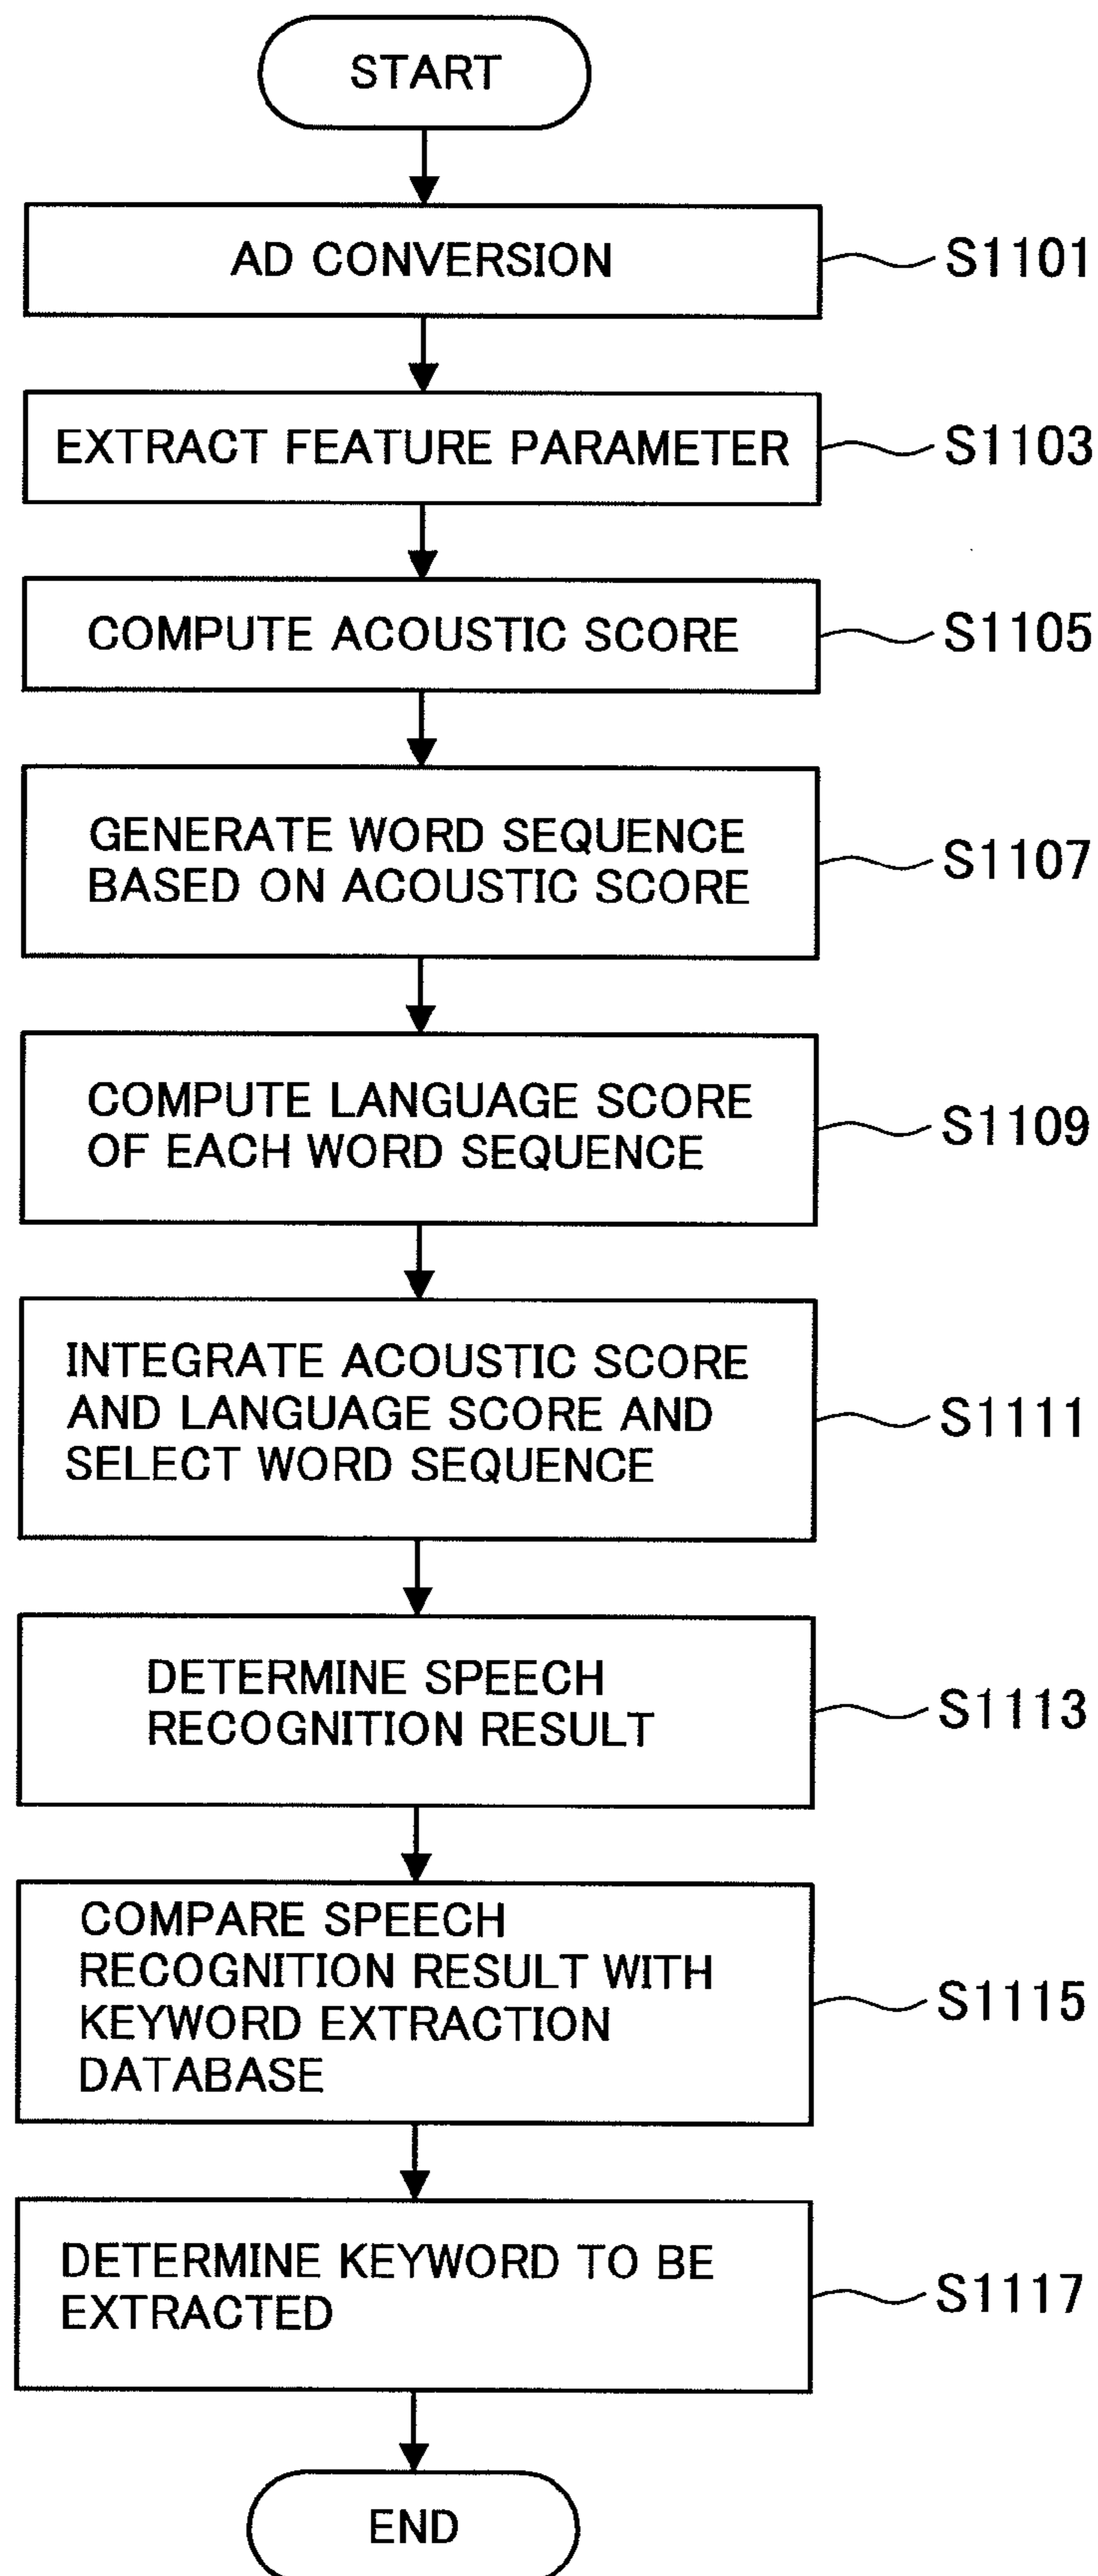 START
AD CONVERSION
S1101
EXTRACT FEATURE PARAMETER
S1103
COMPUTE ACOUSTIC SCORE
S1105
GENERATE WORD SEQUENCE
BASED ON ACOUSTIC SCORE
S1107
COMPUTE LANGUAGE SCORE
OF EACH WORD SEQUENCE
S1109
INTEGRATE ACOUSTIC SCORE
AND LANGUAGE SCORE AND
SELECT WORD SEQUENCE
S1111
DETERMINE SPEECH
RECOGNITION RESULT
S1113
COMPARE SPEECH
RECOGNITION RESULT WITH
KEYWORD EXTRACTION
DATABASE
S1115
DETERMINE KEYWORD TO BE
EXTRACTED
S1117
END